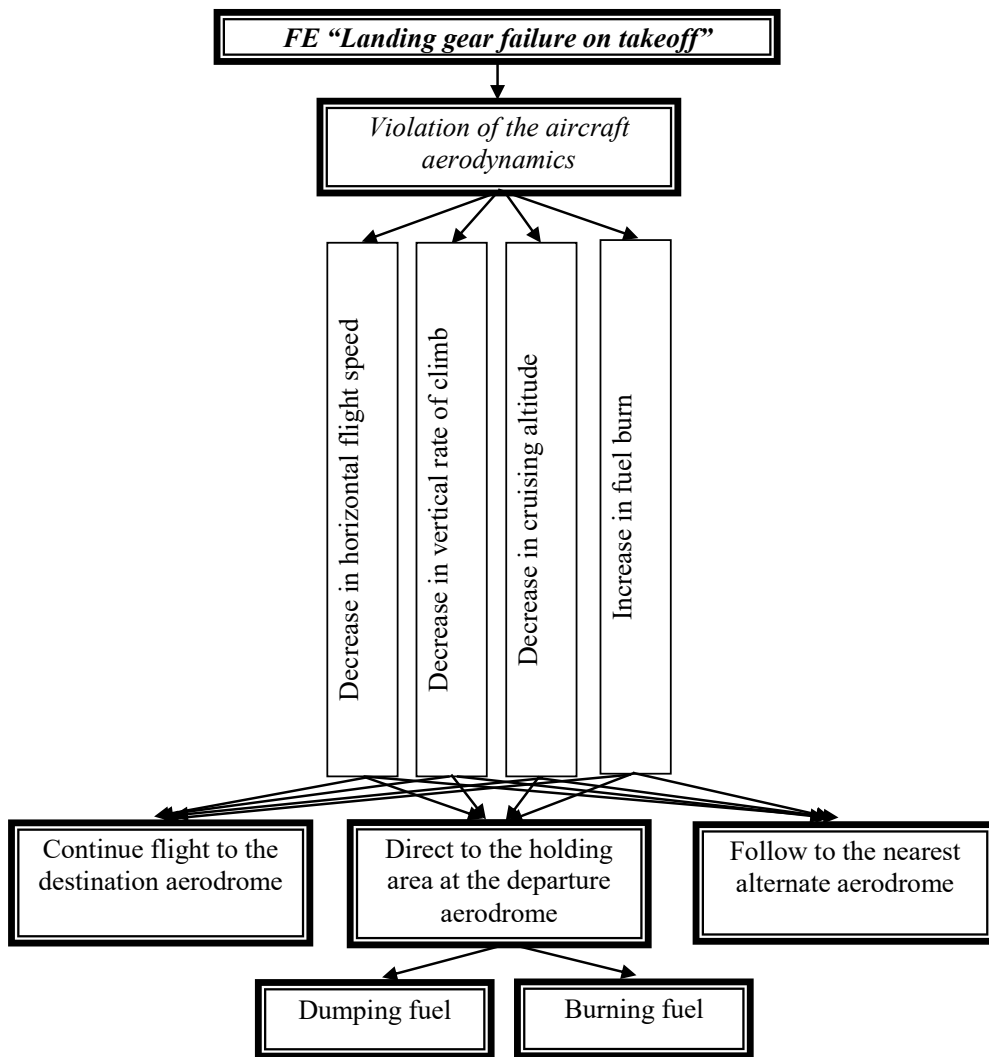 FE “Landing gear failure on takeoff”
Violation of the aircraft
aerodynamics
Decrease in horizontal flight speed
Decrease in vertical rate of climb
Decrease in cruising altitude
Increase in fuel burn
Continue flight to the
destination aerodrome
Direct to the holding
area at the departure
aerodrome
Follow to the nearest
alternate aerodrome
Dumping fuel
Burning fuel